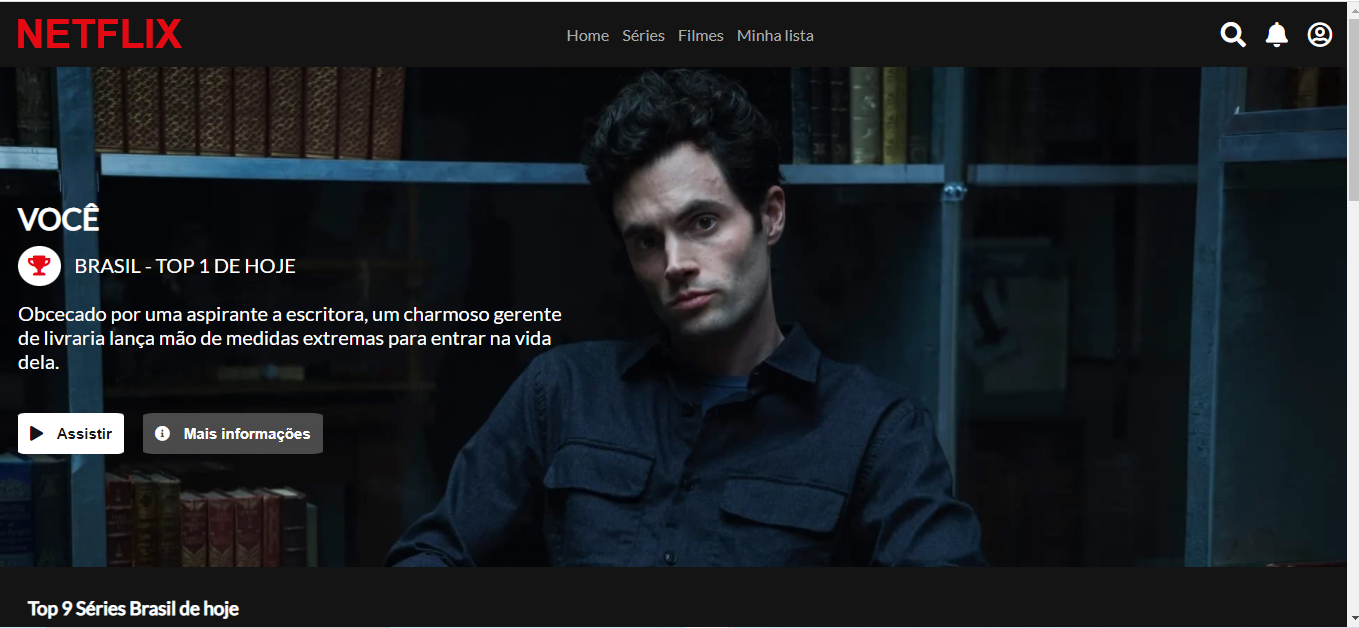 NETFLIX
Home Séries Filmes Minha lista
VOCÊ
BRASIL - TOP 1 DE HOJE
Obcecado por uma aspirante a escritora, um charmoso gerente
de livraria lança mão de medidas extremas para entrar na vida
dela.
Assistir
Mais informações
Top 9 Séries Brasil de hoje